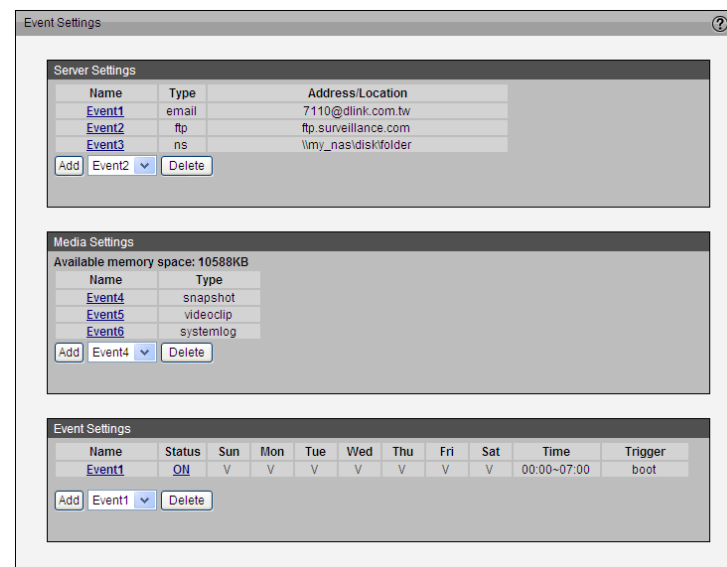 Event Settings
?
Server Settings
Name Type Address/Location
Event1 email 7110@dlink.com.tw
Event2 ftp ftp.surveillance.com
Event3 ns \\my_nas\disk\folder
Add Event2 Delete
Media Settings
Available memory space: 10588KB
Name Type
Event4 snapshot
Event5 videoclip
Event6 systemlog
Add Event4 Delete
Event Settings
Name Status Sun Mon Tue Wed Thu Fri Sat Time Trigger
Event1 ON V V V V V V V 00:00~07:00 boot
Add Event1 Delete